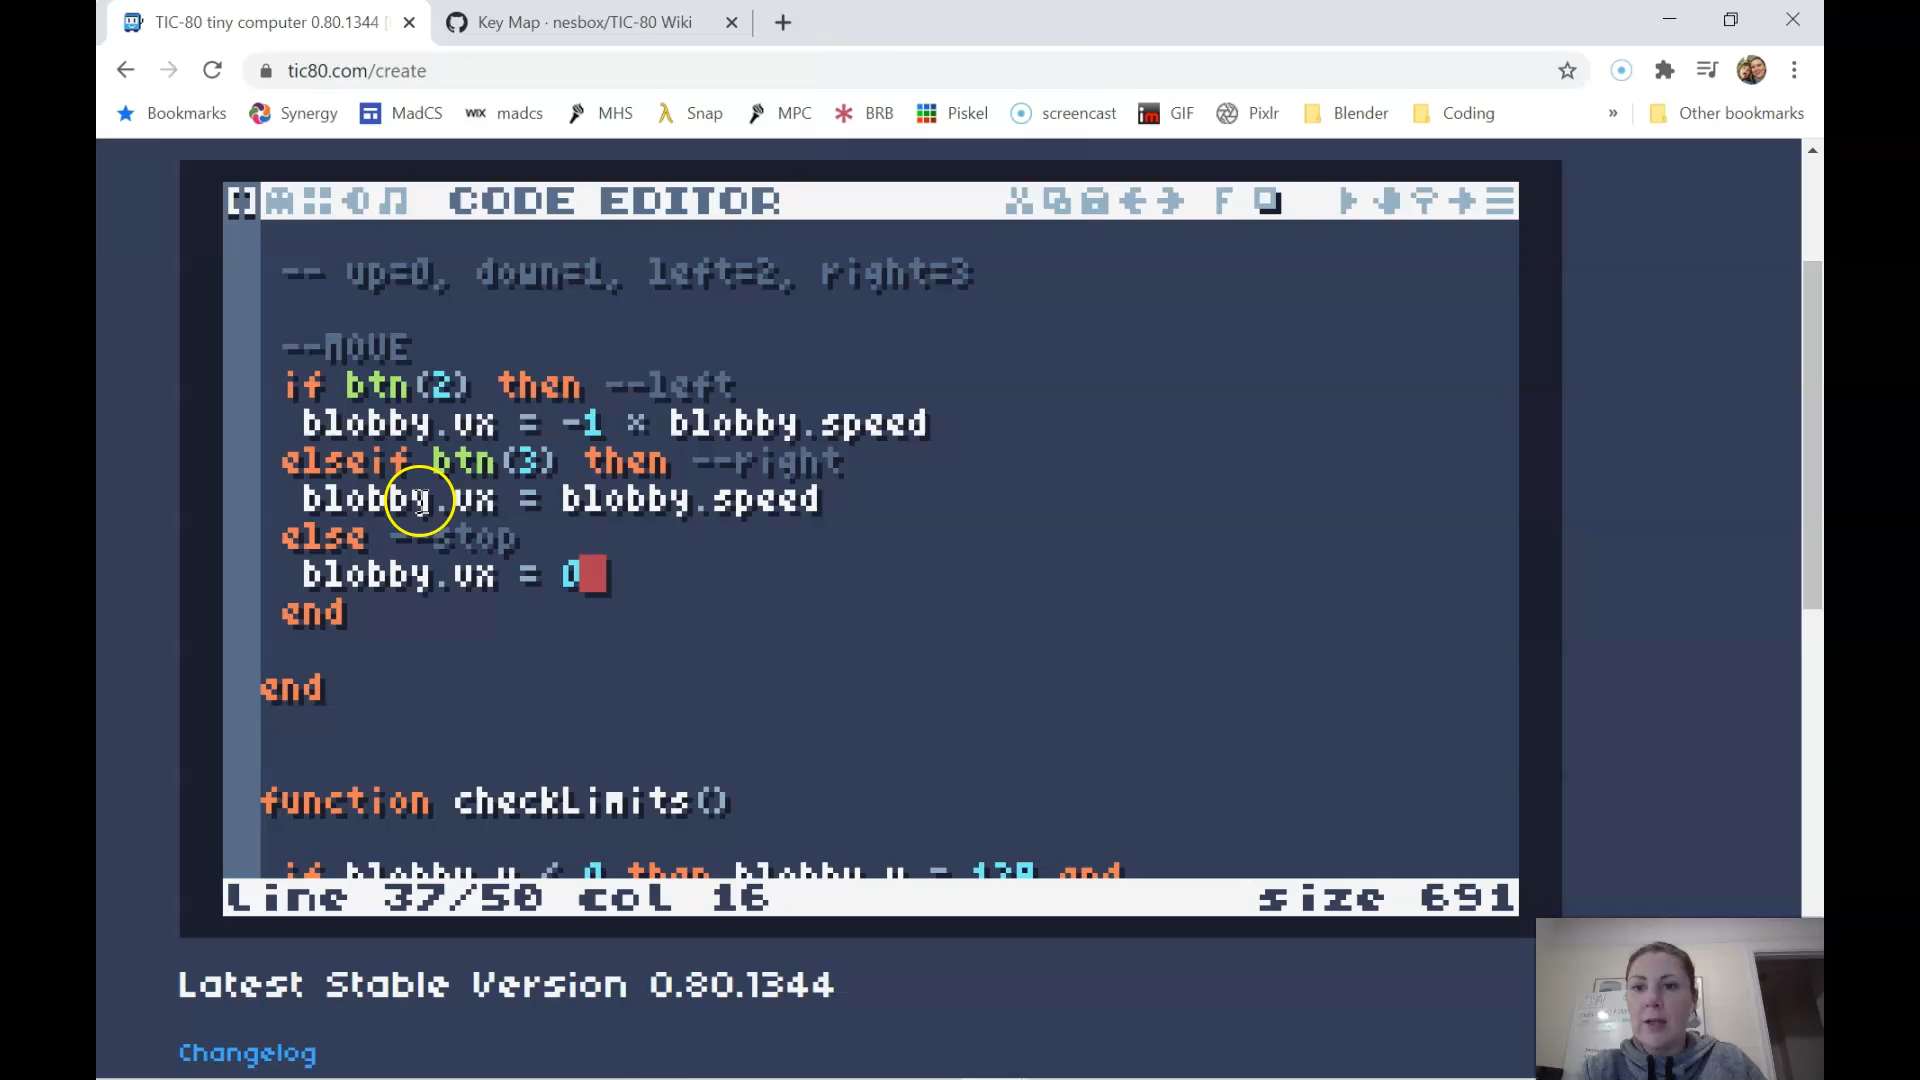 TIC-80 tiny computer 0.80.1344
Key Map · nesbox/TIC-80 Wiki
tic80.com/create
Bookmarks Synergy MadCS WIX madcs MHS Snap MPC BRB Piskel screencast im GIF Pixlr Blender Coding » Other bookmarks
CODE EDITOR F
-- up=0, down=1, left=2, right=3
--MOVE
if btn(2) then --left
blobby.vx = -1 * blobby.speed
elseif btn(3) then --right
blobby.vx = blobby.speed
else --stop
blobby.vx = 0
end
end
function checkLimits()
line 37/50 col 16 size 691
Latest Stable Version 0.80.1344
Changelog